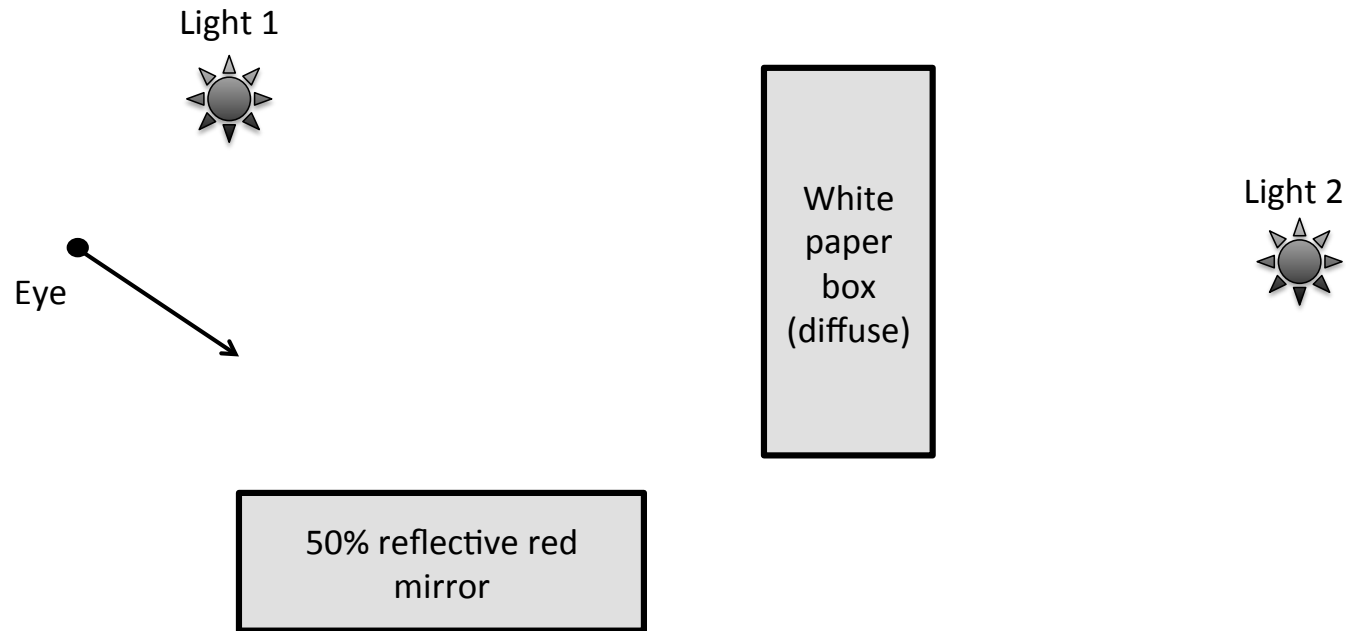 Light 1
White
paper
box
(diffuse)
Light 2
Eye
50% reflective red
mirror